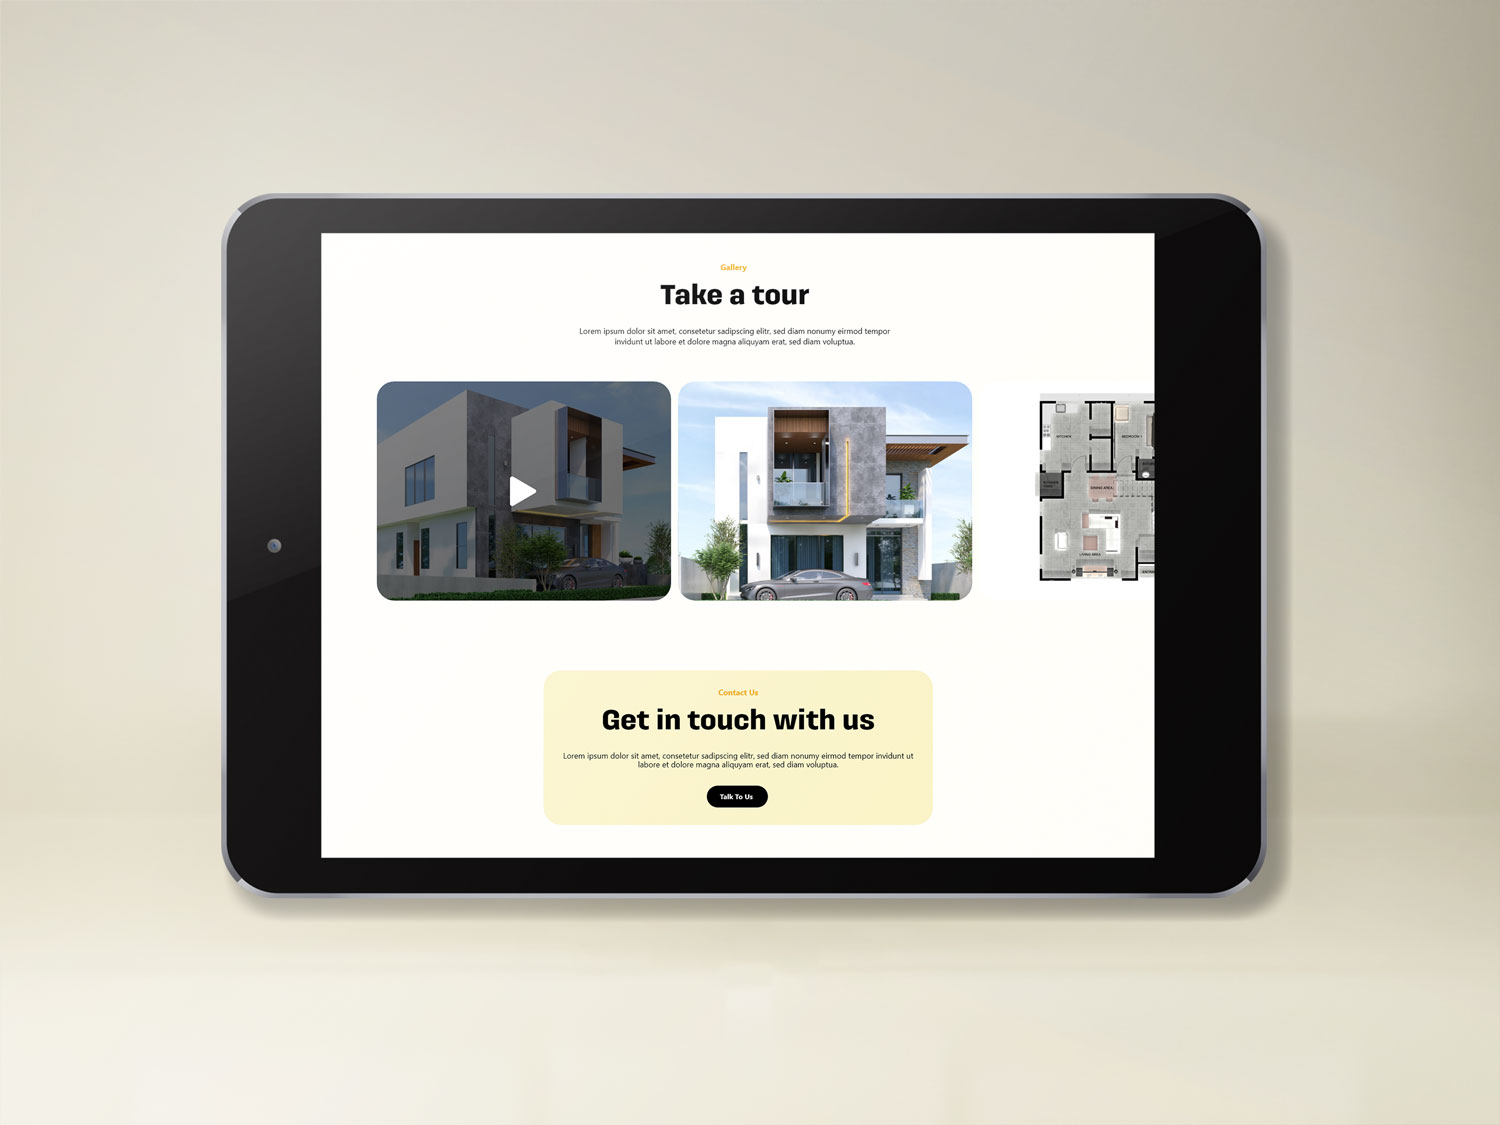 Gallery
Take a tour
Lorem ipsum dolor sit amet, consetetur sadipscing elitr, sed diam nonumy eirmod tempor
invidunt ut labore et dolore magna aliquyam erat, sed diam voluptua.
KITCHEN
BEDROOM 1
DINING AREA
LIVING AREA
Contact Us
Get in touch with us
Lorem ipsum dolor sit amet, consetetur sadipscing elitr, sed diam nonumy eirmod tempor invidunt ut
labore et dolore magna aliquyam erat, sed diam voluptua.
Talk To Us